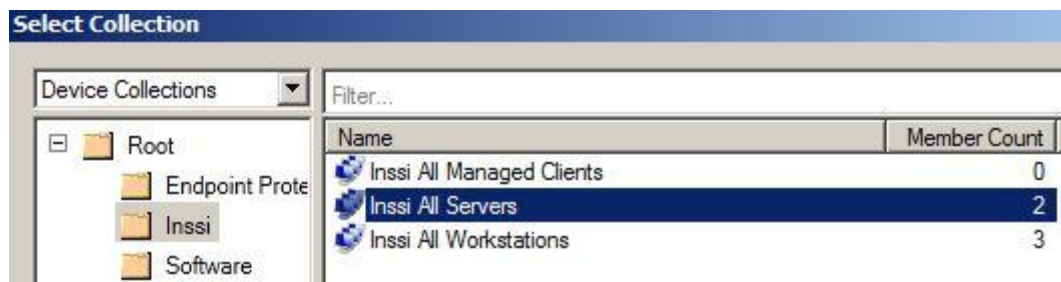 Select Collection
Device Collections
Filter...
Root
Endpoint Prote
Inssi
Software
Name Member Count
Inssi All Managed Clients 0
Inssi All Servers 2
Inssi All Workstations 3